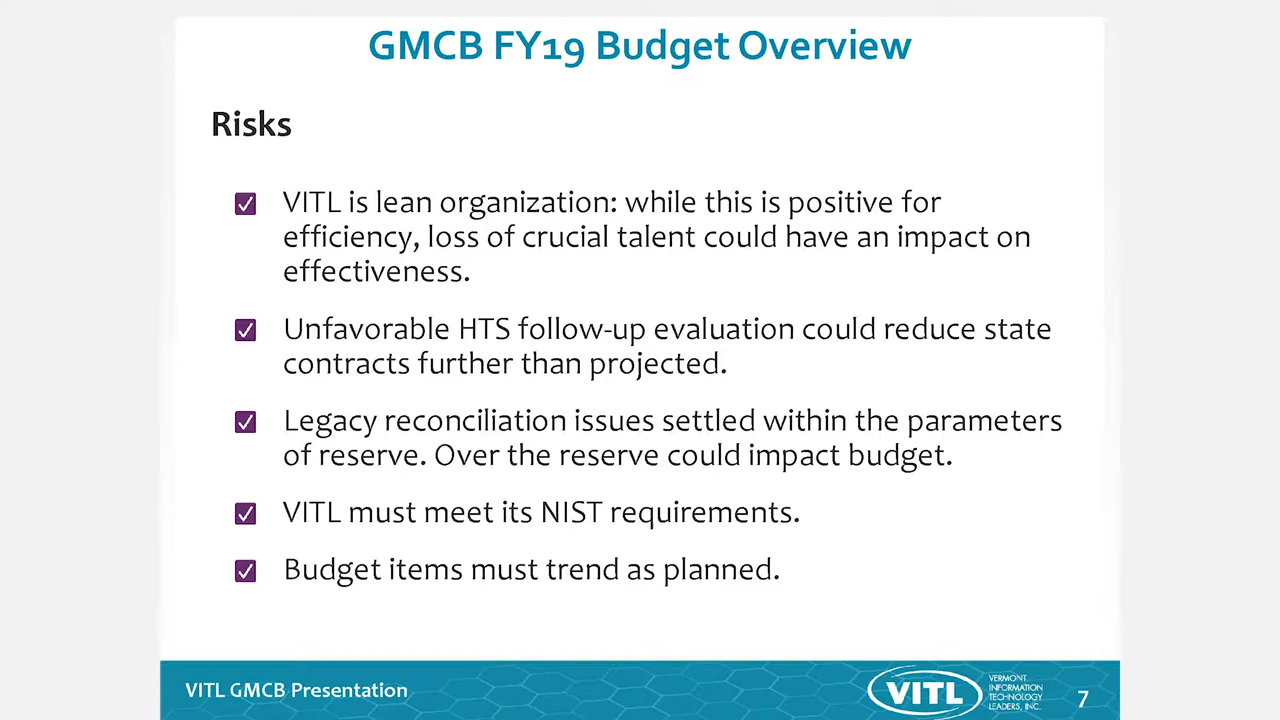 GMCB FY19 Budget Overview
Risks
VITL is lean organization: while this is positive for
efficiency, loss of crucial talent could have an impact on
effectiveness.
Unfavorable HTS follow-up evaluation could reduce state
contracts further than projected.
Legacy reconciliation issues settled within the parameters
of reserve. Over the reserve could impact budget.
VITL must meet its NIST requirements.
Budget items must trend as planned.
VITL GMCB Presentation
VITL
VERMONT
INFORMATION
TECHNOLOGY
LEADERS, INC.
7